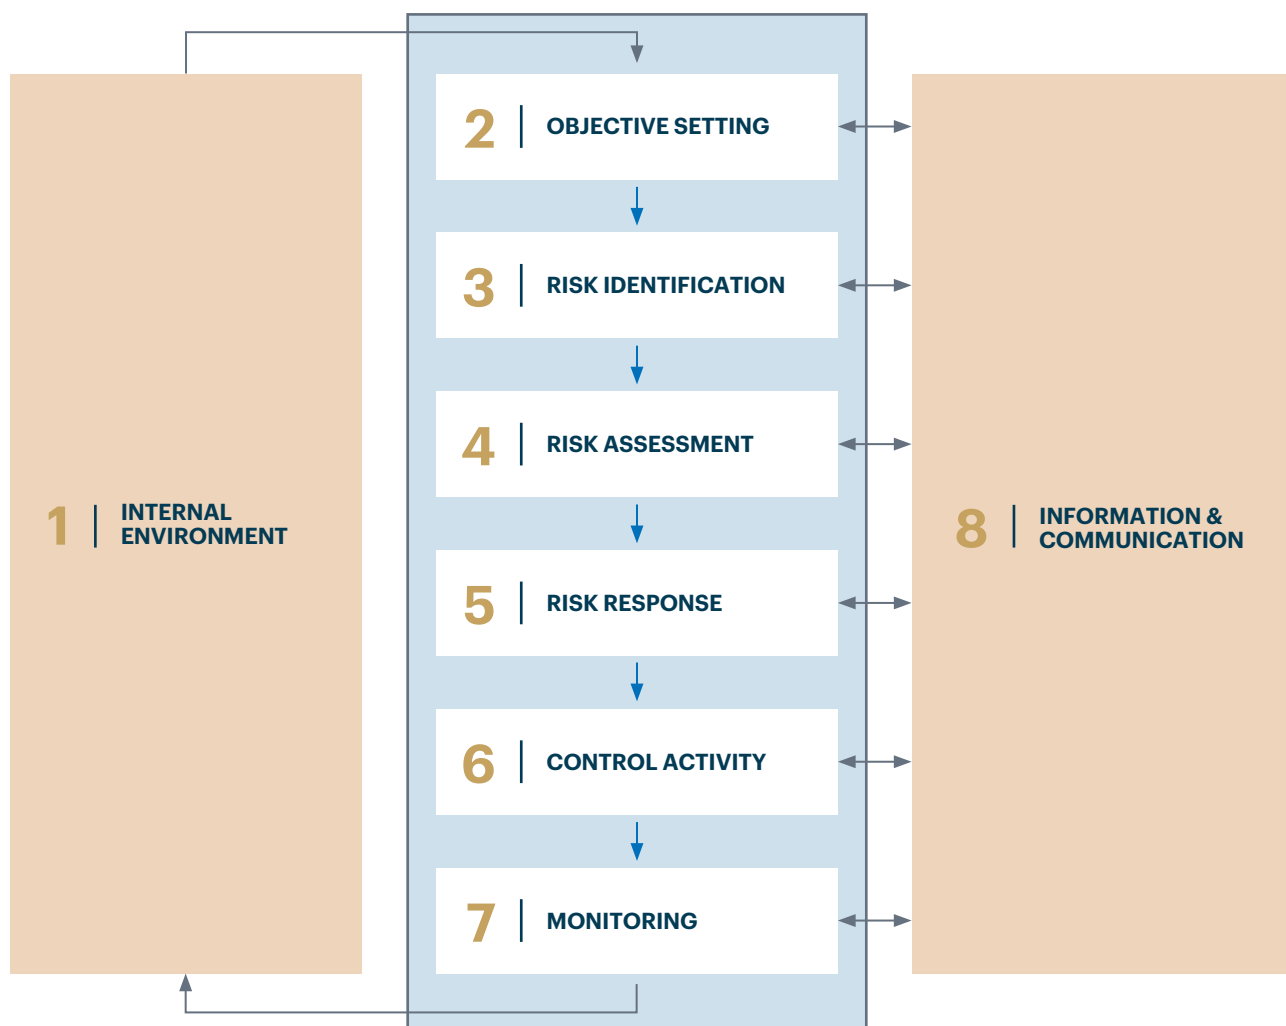 1
INTERNAL
ENVIRONMENT
2
OBJECTIVE SETTING
3
RISK IDENTIFICATION
4
RISK ASSESSMENT
5
RISK RESPONSE
6
CONTROL ACTIVITY
7
MONITORING
8
INFORMATION &
COMMUNICATION